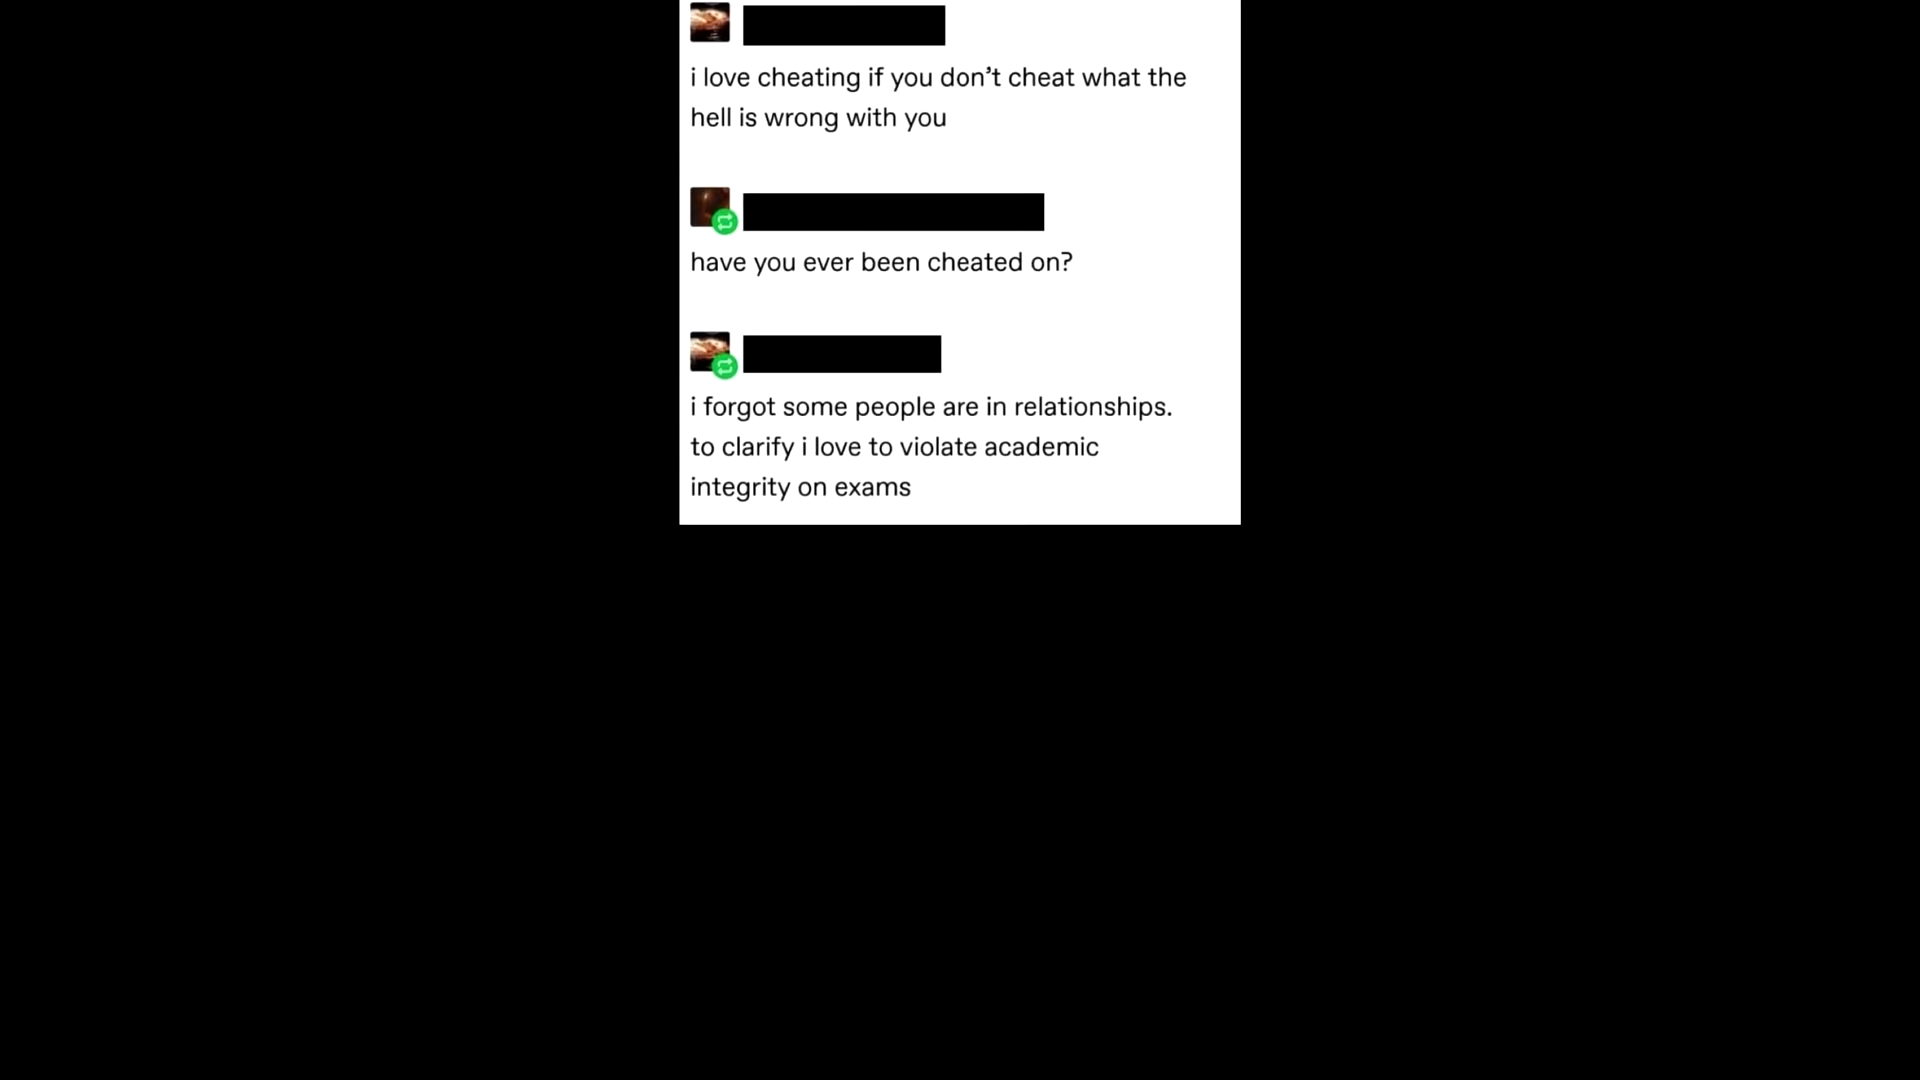 i love cheating if you don’t cheat what the
hell is wrong with you
have you ever been cheated on?
i forgot some people are in relationships.
to clarify i love to violate academic
integrity on exams